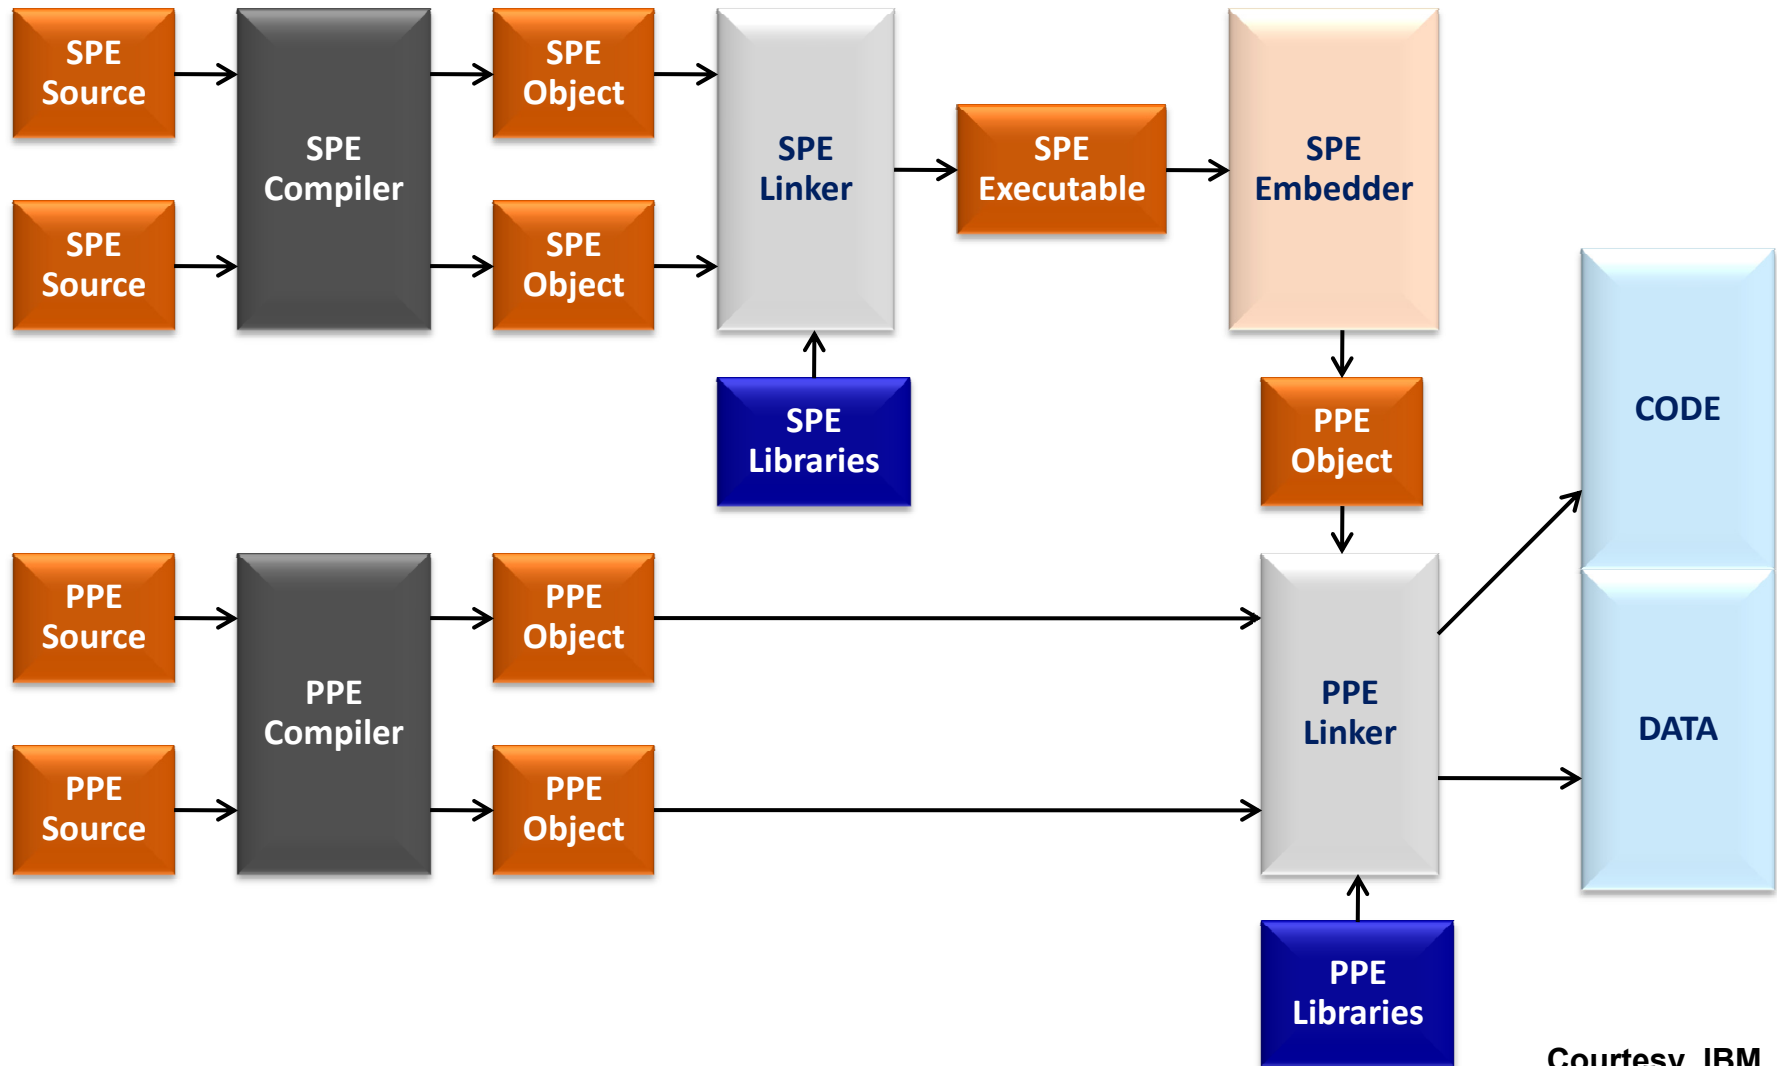 SPE
Source
SPE
Compiler
SPE
Object
SPE
Linker
SPE
Executable
SPE
Embedder
SPE
Source
SPE
Object
SPE
Libraries
PPE
Object
CODE
PPE
Source
PPE
Compiler
PPE
Object
PPE
Linker
DATA
PPE
Source
PPE
Object
PPE
Libraries
Courtesy, IBM